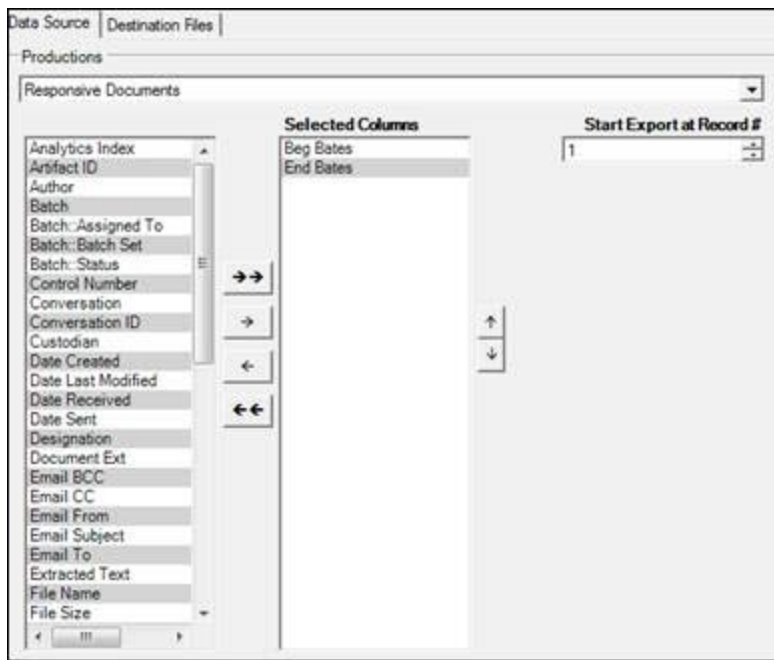 Data Source
Destination Files
Productions
Responsive Documents
Selected Columns
Start Export at Record #
Analytics Index
Artifact ID
Author
Batch
Batch::Assigned To
Batch::Batch Set
Batch::Status
Control Number
Conversation
Conversation ID
Custodian
Date Created
Date Last Modified
Date Received
Date Sent
Designation
Document Ext
Email BCC
Email CC
Email From
Email Subject
Email To
Extracted Text
File Name
File Size
Beg Bates
End Bates
1